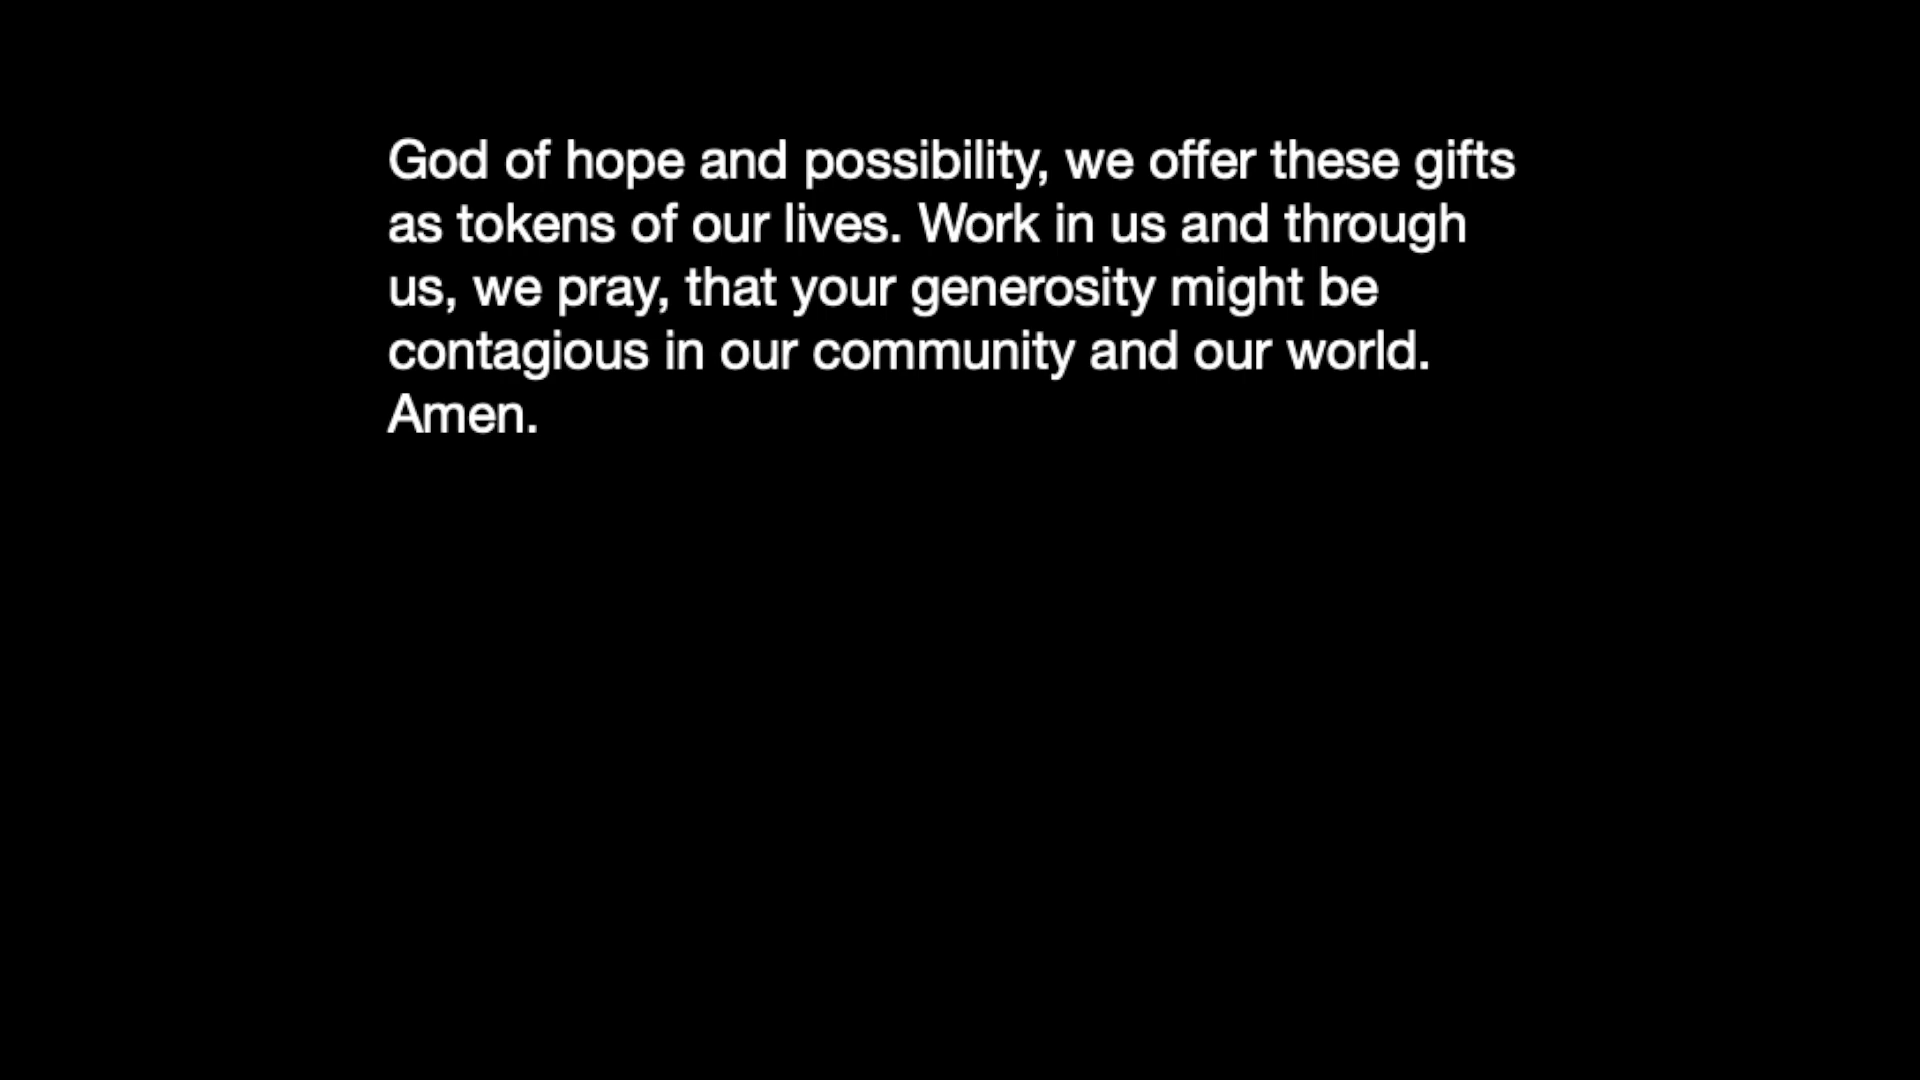 God of hope and possibility, we offer these gifts
as tokens of our lives. Work in us and through
us, we pray, that your generosity might be
contagious in our community and our world.
Amen.